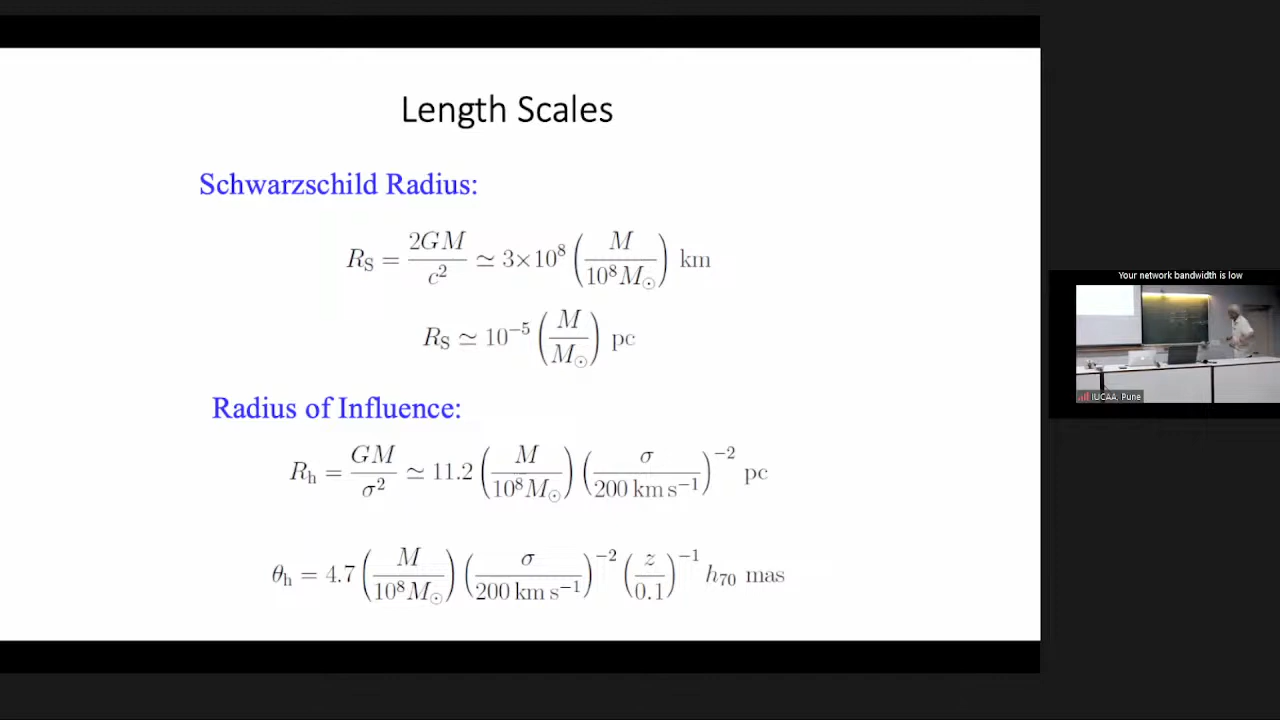 Length Scales
Schwarzschild Radius:
R_S = 2GM / c² ≃ 3×10⁸ (M / 10⁸M_⊙) km
R_S ≃ 10⁻⁵ (M / M_⊙) pc
Radius of Influence:
R_h = GM / σ² ≃ 11.2 (M / 10⁸M_⊙) (σ / 200 km s⁻¹)⁻² pc
θ_h = 4.7 (M / 10⁸M_⊙) (σ / 200 km s⁻¹)⁻² (z / 0.1)⁻¹ h₇₀ mas
Your network bandwidth is low
IUCAA, Pune